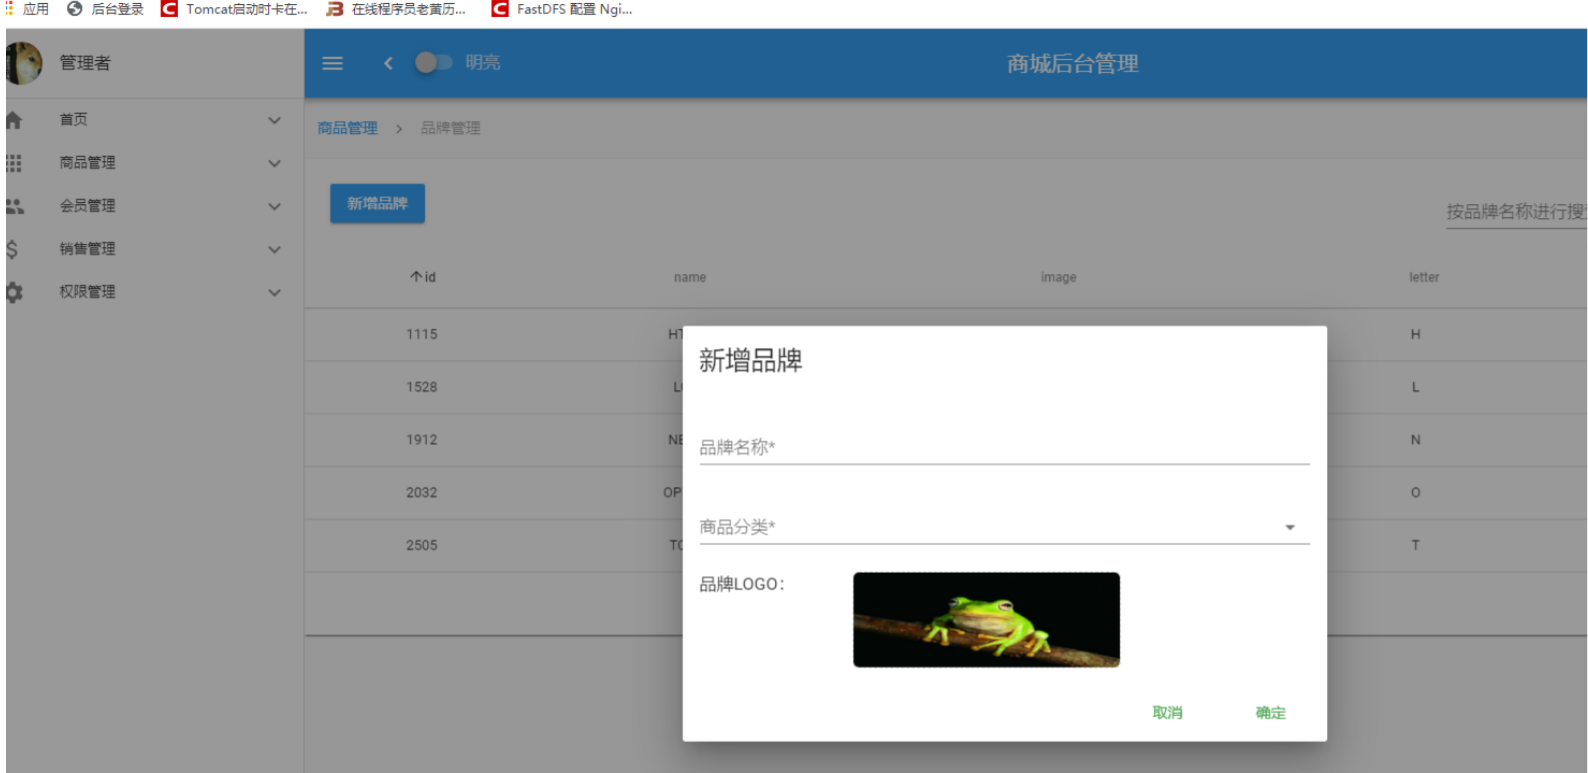 应用 后台登录 Tomcat启动时卡在... 在线程序员老黄历... FastDFS 配置 Ngi...
管理者 明亮 商城后台管理
首页
商品管理 > 品牌管理
商品管理
会员管理
新增品牌
按品牌名称进行搜
销售管理
id name image letter
权限管理
1115 H
新增品牌
1528 L
品牌名称*
1912 NE N
2032 OP O
商品分类*
2505 T
品牌LOGO：
取消 确定